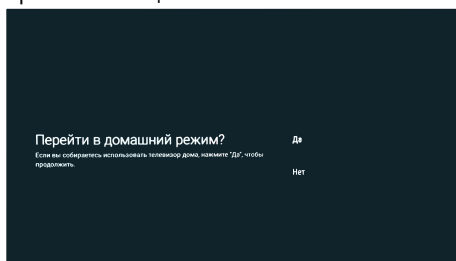 Перейти в домашний режим?
Если вы собираетесь использовать телевизор дома, нажмите "Да", чтобы
продолжить.
Да
Нет